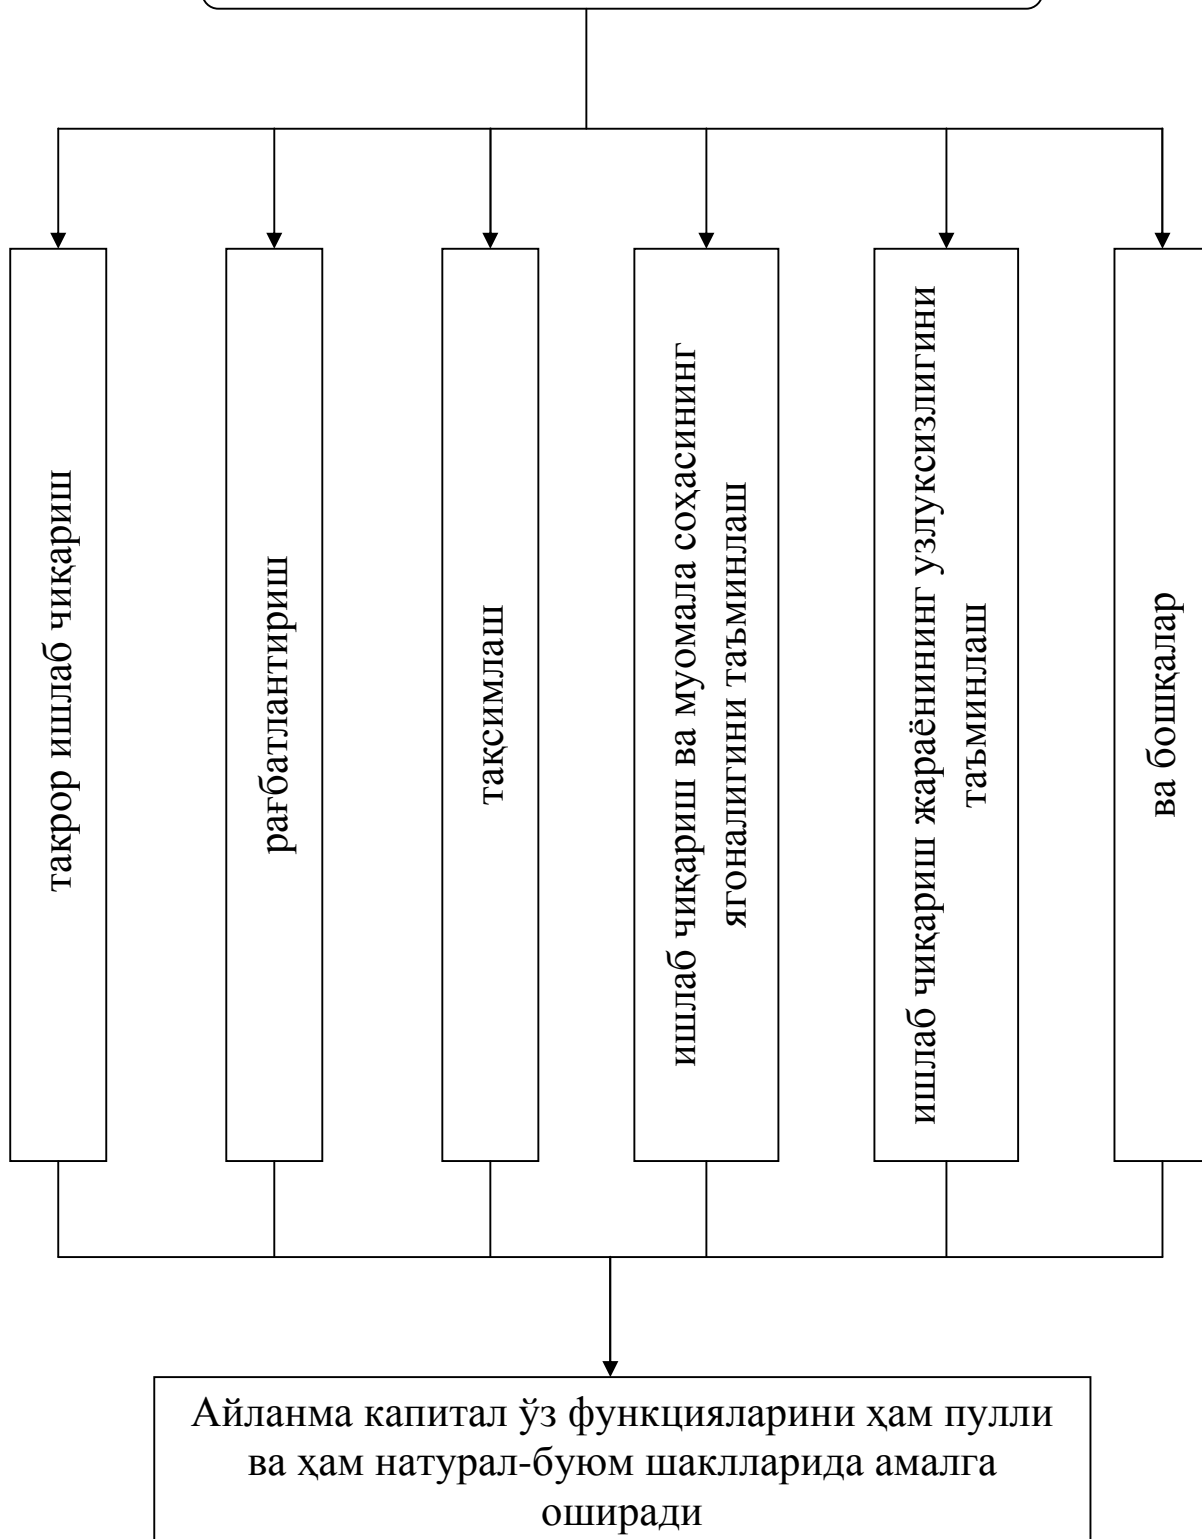 такрор ишлаб чиқариш
рағбатлантириш
тақсимлаш
ишлаб чиқариш ва муомала соҳасининг
ягоналигини таъминлаш
ишлаб чиқариш жараёнининг узлуксизлигини
таъминлаш
ва бошқалар
Айланма капитал ўз функцияларини ҳам пулли
ва ҳам натурал-буюм шаклларида амалга
оширади